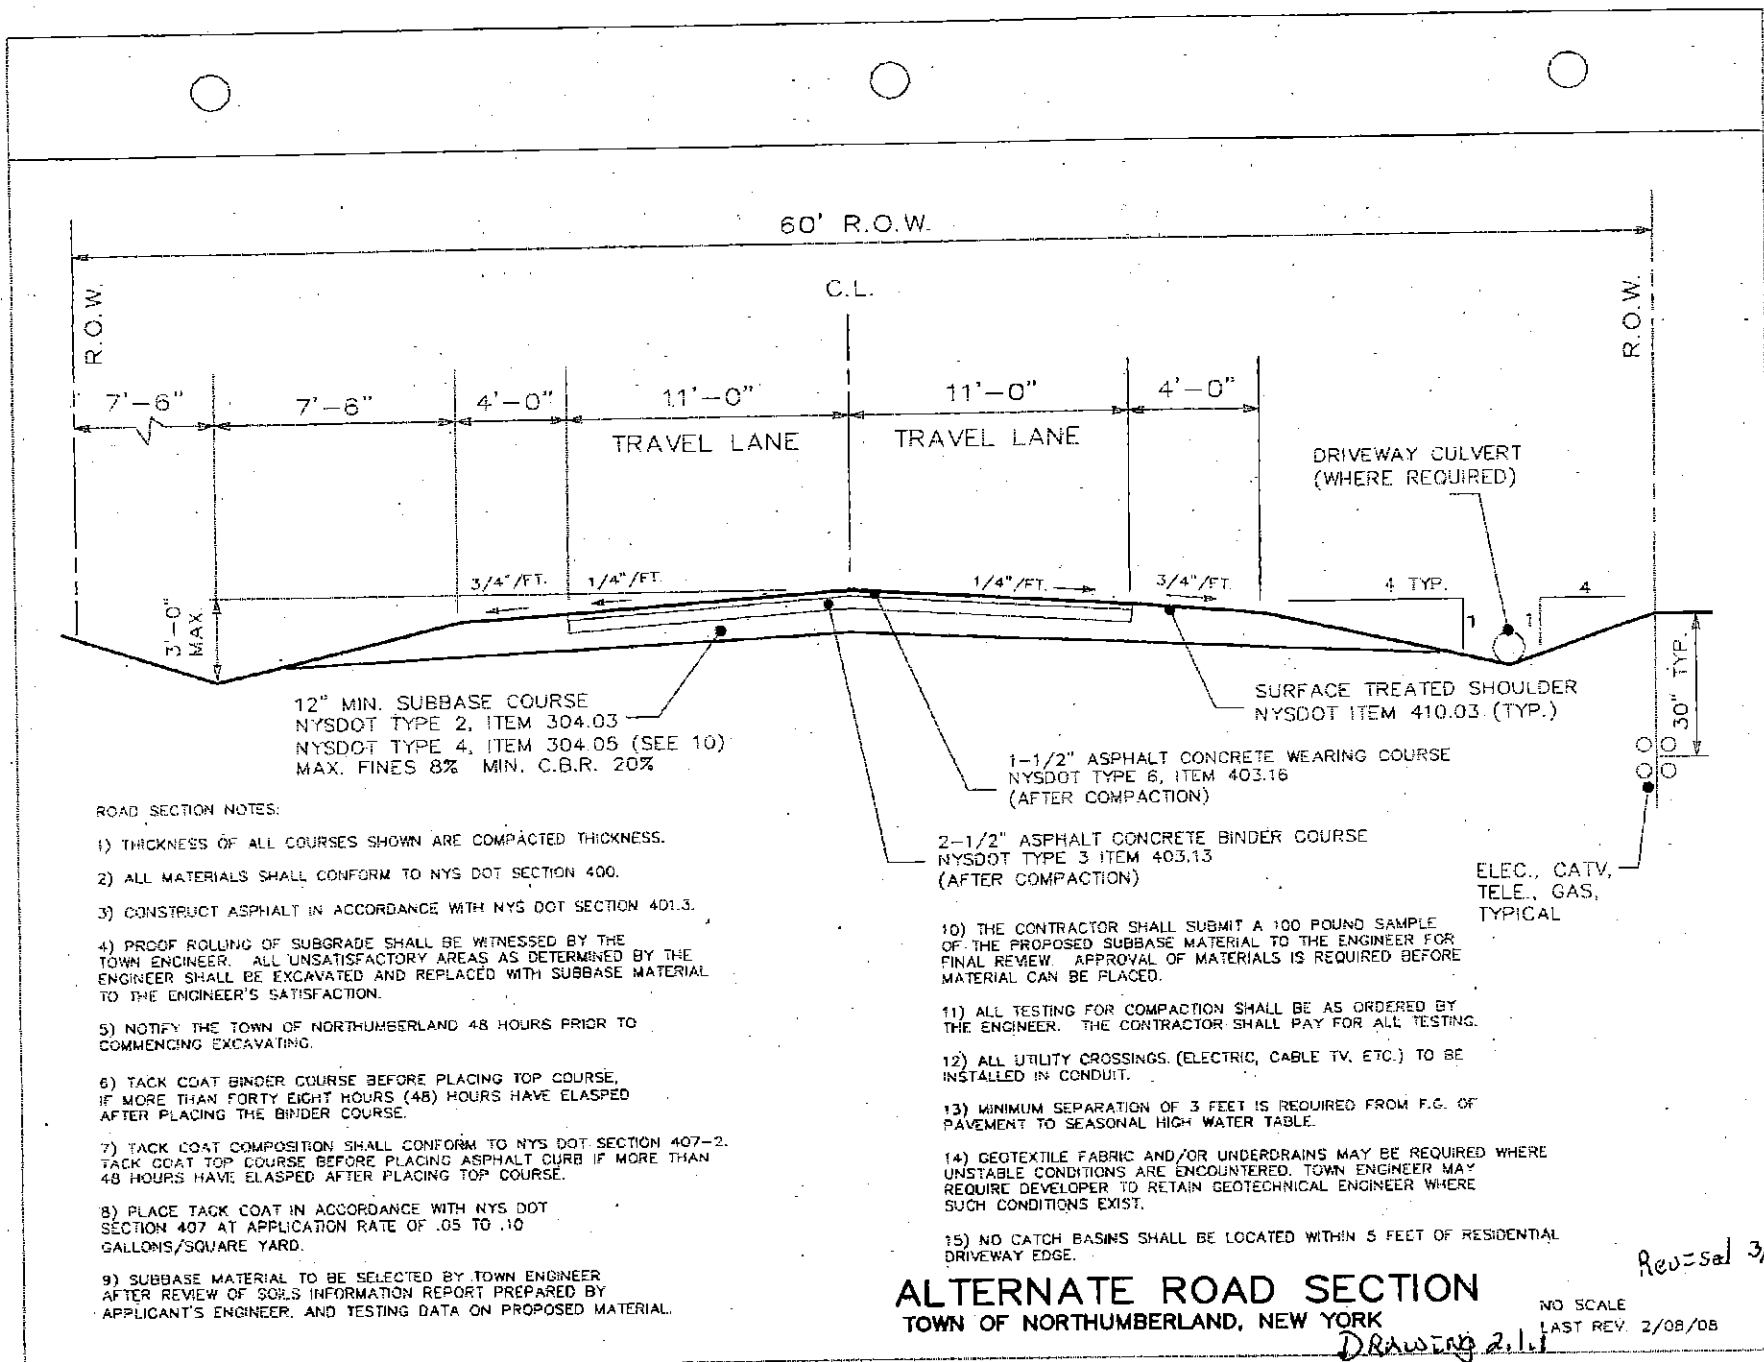 60' R.O.W.
C.L.
R.O.W.
R.O.W.
7'-6"
7'-6"
4'-0"
11'-0"
11'-0"
4'-0"
TRAVEL LANE
TRAVEL LANE
DRIVEWAY CULVERT
(WHERE REQUIRED)
3/4"/FT.
1/4"/FT.
1/4"/FT.
3/4"/FT.
4 TYP.
4
1
1
3'-0"
MAX.
30" TYP.
12" MIN. SUBBASE COURSE
NYSDOT TYPE 2, ITEM 304.03
NYSDOT TYPE 4, ITEM 304.05 (SEE 10)
MAX. FINES 8% MIN. C.B.R. 20%
SURFACE TREATED SHOULDER
NYSDOT ITEM 410.03 (TYP.)
1-1/2" ASPHALT CONCRETE WEARING COURSE
NYSDOT TYPE 6, ITEM 403.16
(AFTER COMPACTION)
2-1/2" ASPHALT CONCRETE BINDER COURSE
NYSDOT TYPE 3 ITEM 403.13
(AFTER COMPACTION)
ELEC., CATV,
TELE., GAS,
TYPICAL
ROAD SECTION NOTES:
1) THICKNESS OF ALL COURSES SHOWN ARE COMPACTED THICKNESS.
2) ALL MATERIALS SHALL CONFORM TO NYS DOT SECTION 400.
3) CONSTRUCT ASPHALT IN ACCORDANCE WITH NYS DOT SECTION 401.3.
4) PROOF ROLLING OF SUBGRADE SHALL BE WITNESSED BY THE
TOWN ENGINEER. ALL UNSATISFACTORY AREAS AS DETERMINED BY THE
ENGINEER SHALL BE EXCAVATED AND REPLACED WITH SUBBASE MATERIAL
TO THE ENGINEER'S SATISFACTION.
5) NOTIFY THE TOWN OF NORTHUMBERLAND 48 HOURS PRIOR TO
COMMENCING EXCAVATING.
6) TACK COAT BINDER COURSE BEFORE PLACING TOP COURSE,
IF MORE THAN FORTY EIGHT HOURS (48) HOURS HAVE ELASPED
AFTER PLACING THE BINDER COURSE.
7) TACK COAT COMPOSITION SHALL CONFORM TO NYS DOT SECTION 407-2.
TACK COAT TOP COURSE BEFORE PLACING ASPHALT CURB IF MORE THAN
48 HOURS HAVE ELASPED AFTER PLACING TOP COURSE.
8) PLACE TACK COAT IN ACCORDANCE WITH NYS DOT
SECTION 407 AT APPLICATION RATE OF .05 TO .10
GALLONS/SQUARE YARD.
9) SUBBASE MATERIAL TO BE SELECTED BY TOWN ENGINEER
AFTER REVIEW OF SOILS INFORMATION REPORT PREPARED BY
APPLICANT'S ENGINEER. AND TESTING DATA ON PROPOSED MATERIAL.
10) THE CONTRACTOR SHALL SUBMIT A 100 POUND SAMPLE
OF THE PROPOSED SUBBASE MATERIAL TO THE ENGINEER FOR
FINAL REVIEW. APPROVAL OF MATERIALS IS REQUIRED BEFORE
MATERIAL CAN BE PLACED.
11) ALL TESTING FOR COMPACTION SHALL BE AS ORDERED BY
THE ENGINEER. THE CONTRACTOR SHALL PAY FOR ALL TESTING.
12) ALL UTILITY CROSSINGS. (ELECTRIC, CABLE TV, ETC.) TO BE
INSTALLED IN CONDUIT.
13) MINIMUM SEPARATION OF 3 FEET IS REQUIRED FROM F.G. OF
PAVEMENT TO SEASONAL HIGH WATER TABLE.
14) GEOTEXTILE FABRIC AND/OR UNDERDRAINS MAY BE REQUIRED WHERE
UNSTABLE CONDITIONS ARE ENCOUNTERED. TOWN ENGINEER MAY
REQUIRE DEVELOPER TO RETAIN GEOTECHNICAL ENGINEER WHERE
SUCH CONDITIONS EXIST.
15) NO CATCH BASINS SHALL BE LOCATED WITHIN 5 FEET OF RESIDENTIAL
DRIVEWAY EDGE.
ALTERNATE ROAD SECTION
TOWN OF NORTHUMBERLAND, NEW YORK
DRAWING 2.1.1
3/
NO SCALE
LAST REV. 2/08/08